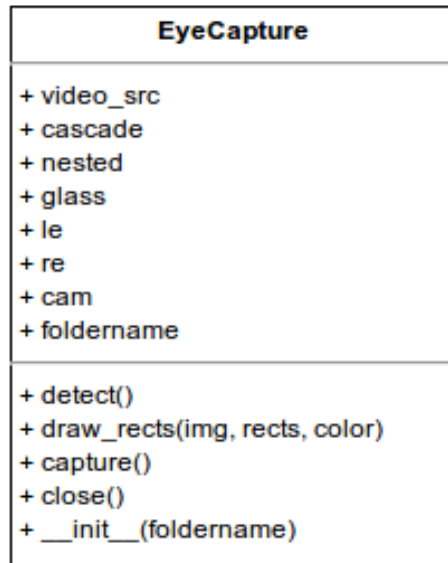 EyeCapture
+ video_src
+ cascade
+ nested
+ glass
+ le
+ re
+ cam
+ foldername
+ detect()
+ draw_rects(img, rects, color)
+ capture()
+ close()
+ __init__(foldername)